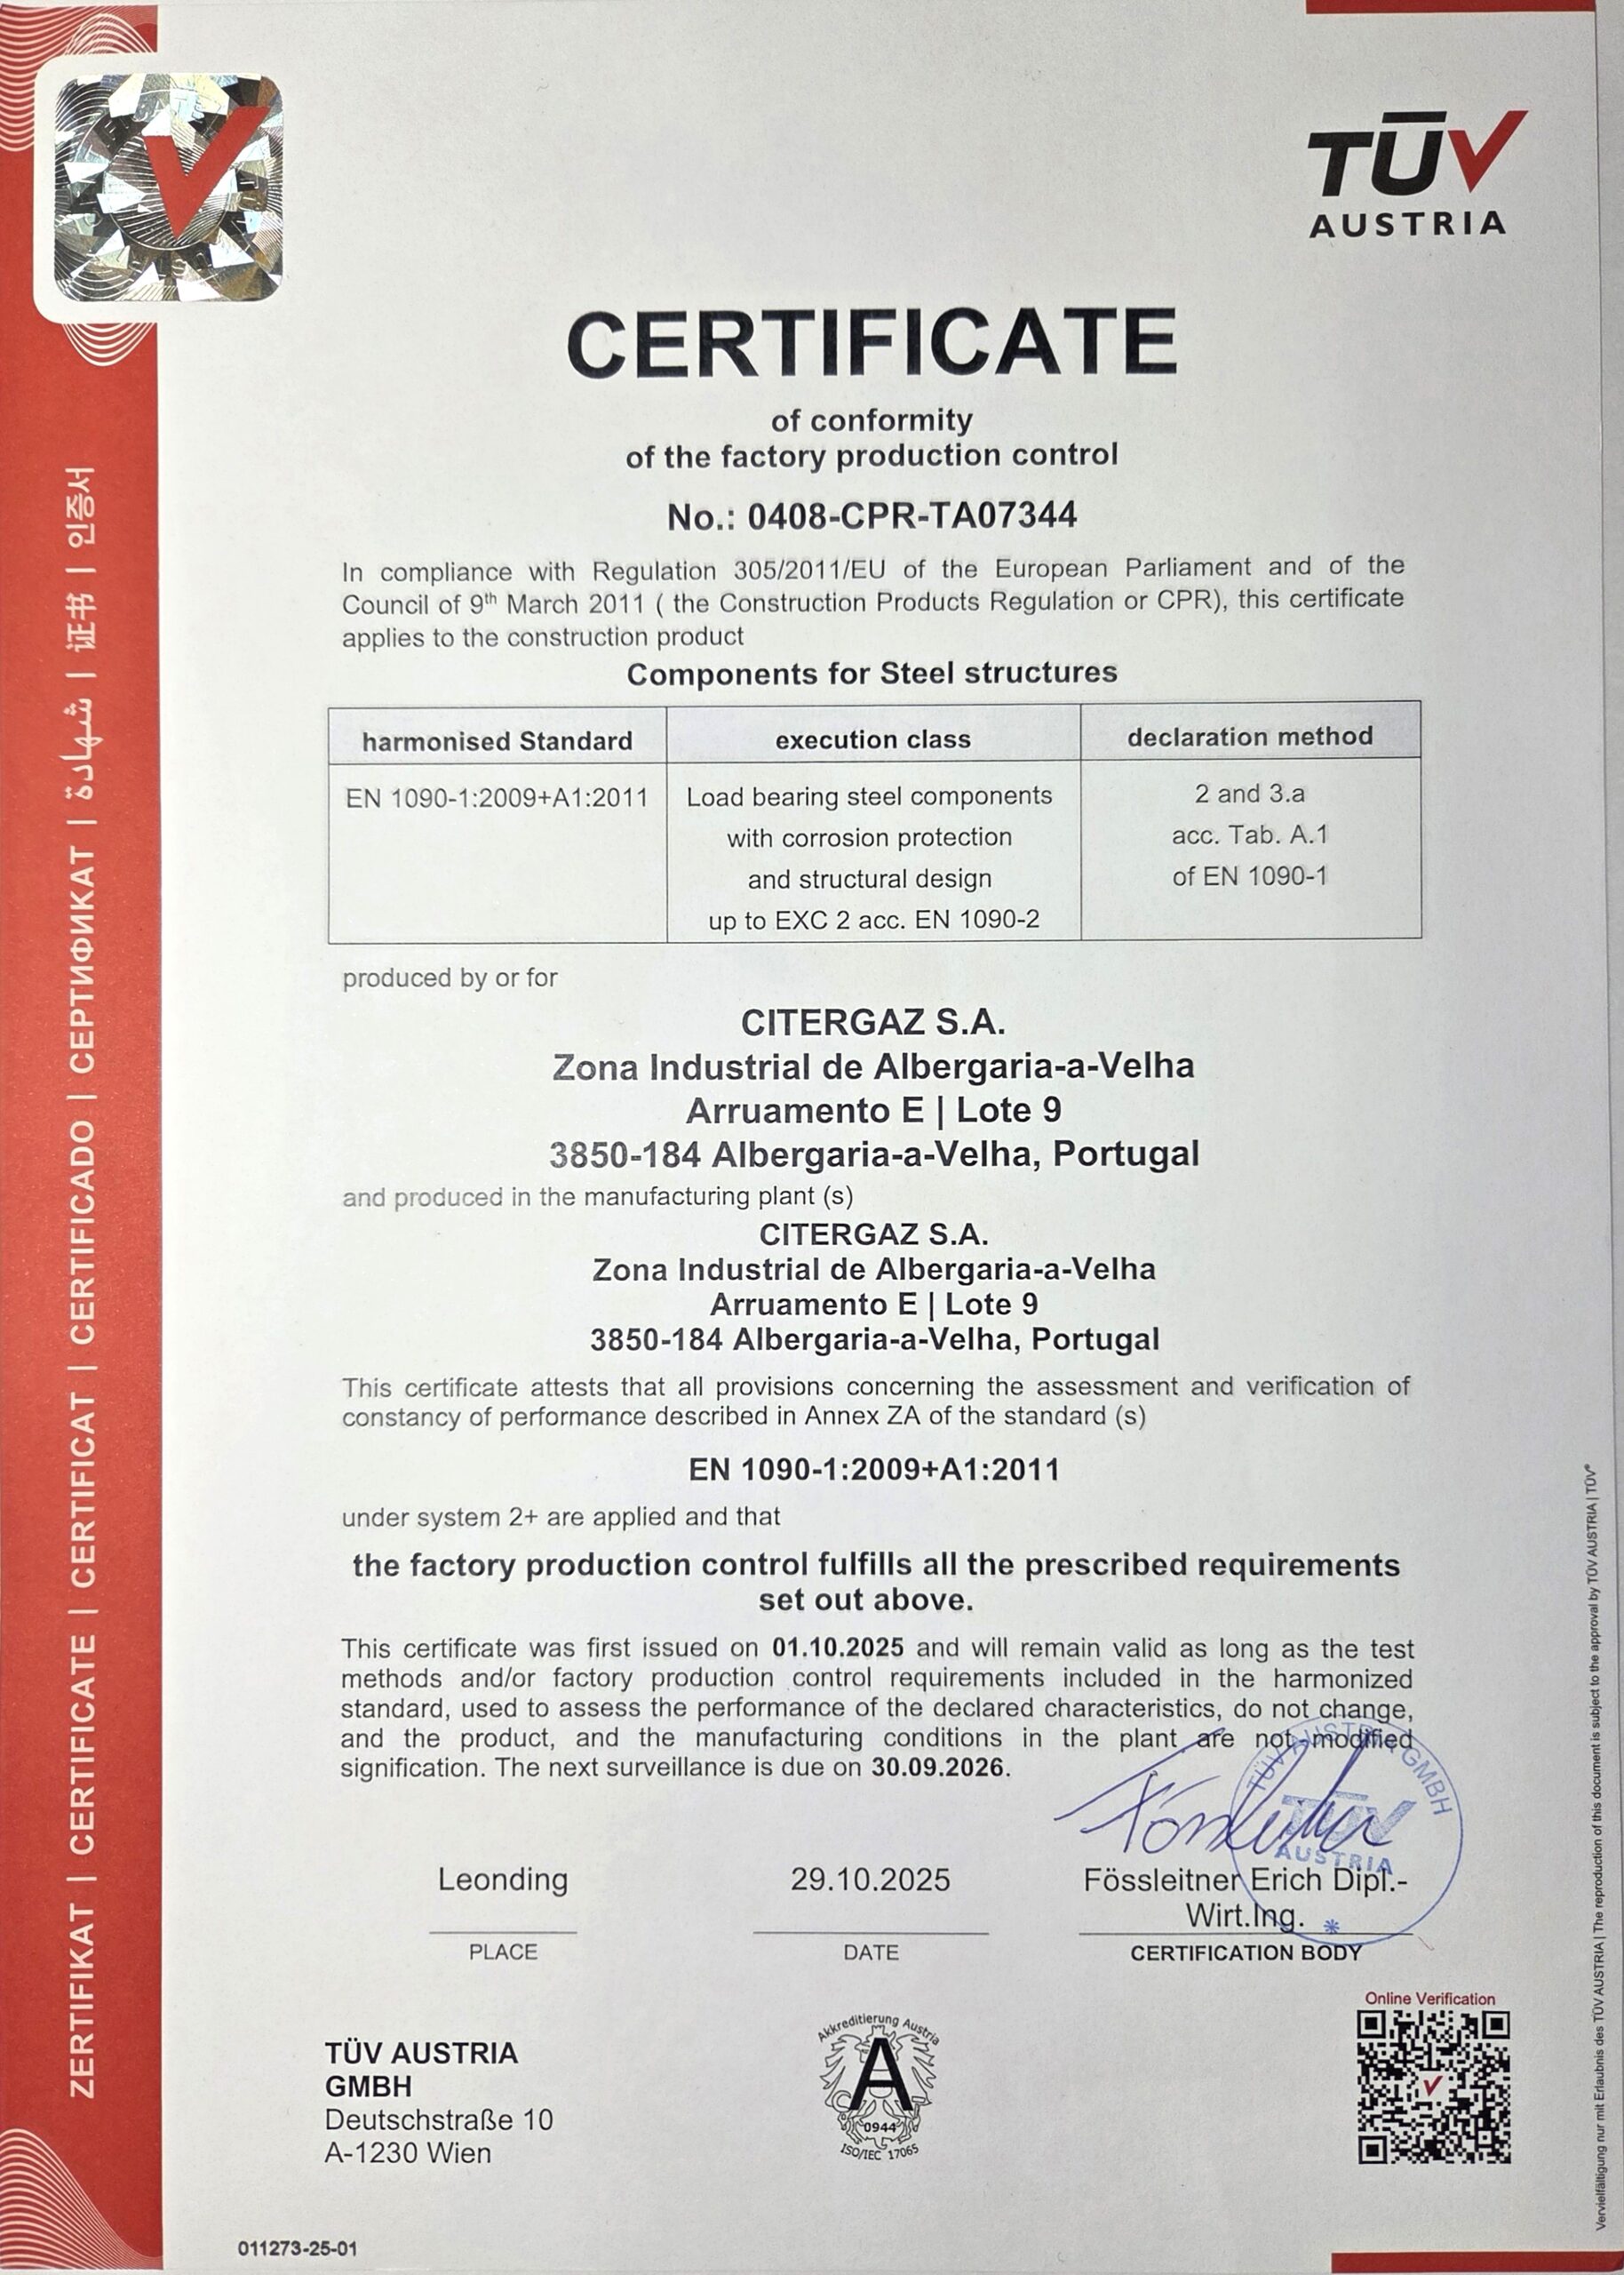 TÜV
AUSTRIA
CERTIFICATE
of conformity
of the factory production control
No.: 0408-CPR-TA07344
In compliance with Regulation 305/2011/EU of the European Parliament and of the
Council of 9th March 2011 ( the Construction Products Regulation or CPR), this certificate
applies to the construction product
Components for Steel structures
harmonised Standard
execution class
declaration method
EN 1090-1:2009+A1:2011
Load bearing steel components
with corrosion protection
and structural design
up to EXC 2 acc. EN 1090-2
2 and 3.a
acc. Tab. A.1
of EN 1090-1
produced by or for
CITERGAZ S.A.
Zona Industrial de Albergaria-a-Velha
Arruamento E | Lote 9
3850-184 Albergaria-a-Velha, Portugal
and produced in the manufacturing plant (s)
CITERGAZ S.A.
Zona Industrial de Albergaria-a-Velha
Arruamento E | Lote 9
3850-184 Albergaria-a-Velha, Portugal
This certificate attests that all provisions concerning the assessment and verification of
constancy of performance described in Annex ZA of the standard (s)
EN 1090-1:2009+A1:2011
under system 2+ are applied and that
the factory production control fulfills all the prescribed requirements
set out above.
This certificate was first issued on 01.10.2025 and will remain valid as long as the test
methods and/or factory production control requirements included in the harmonized
standard, used to assess the performance of the declared characteristics, do not change,
and the product, and the manufacturing conditions in the plant are not modified
signification. The next surveillance is due on 30.09.2026.
TÜV AUSTRIA GMBH
TÜV
AUSTRIA
Leonding
PLACE
29.10.2025
DATE
Fössleitner Erich Dipl.-
Wirt.Ing.
CERTIFICATION BODY
TÜV AUSTRIA
GMBH
Deutschstraße 10
A-1230 Wien
Akkreditierung Austria
A
0944
ISO/IEC 17065
Online Verification
011273-25-01
ZERTIFIKAT | CERTIFICATE | CERTIFICAT | CERTIFICADO | СЕРТИФИКАТ | شهادة | 证书 | 인증서
Vervielfältigung nur mit Erlaubnis des TÜV AUSTRIA | The reproduction of this document is subject to the approval by TÜV AUSTRIA | TÜV®